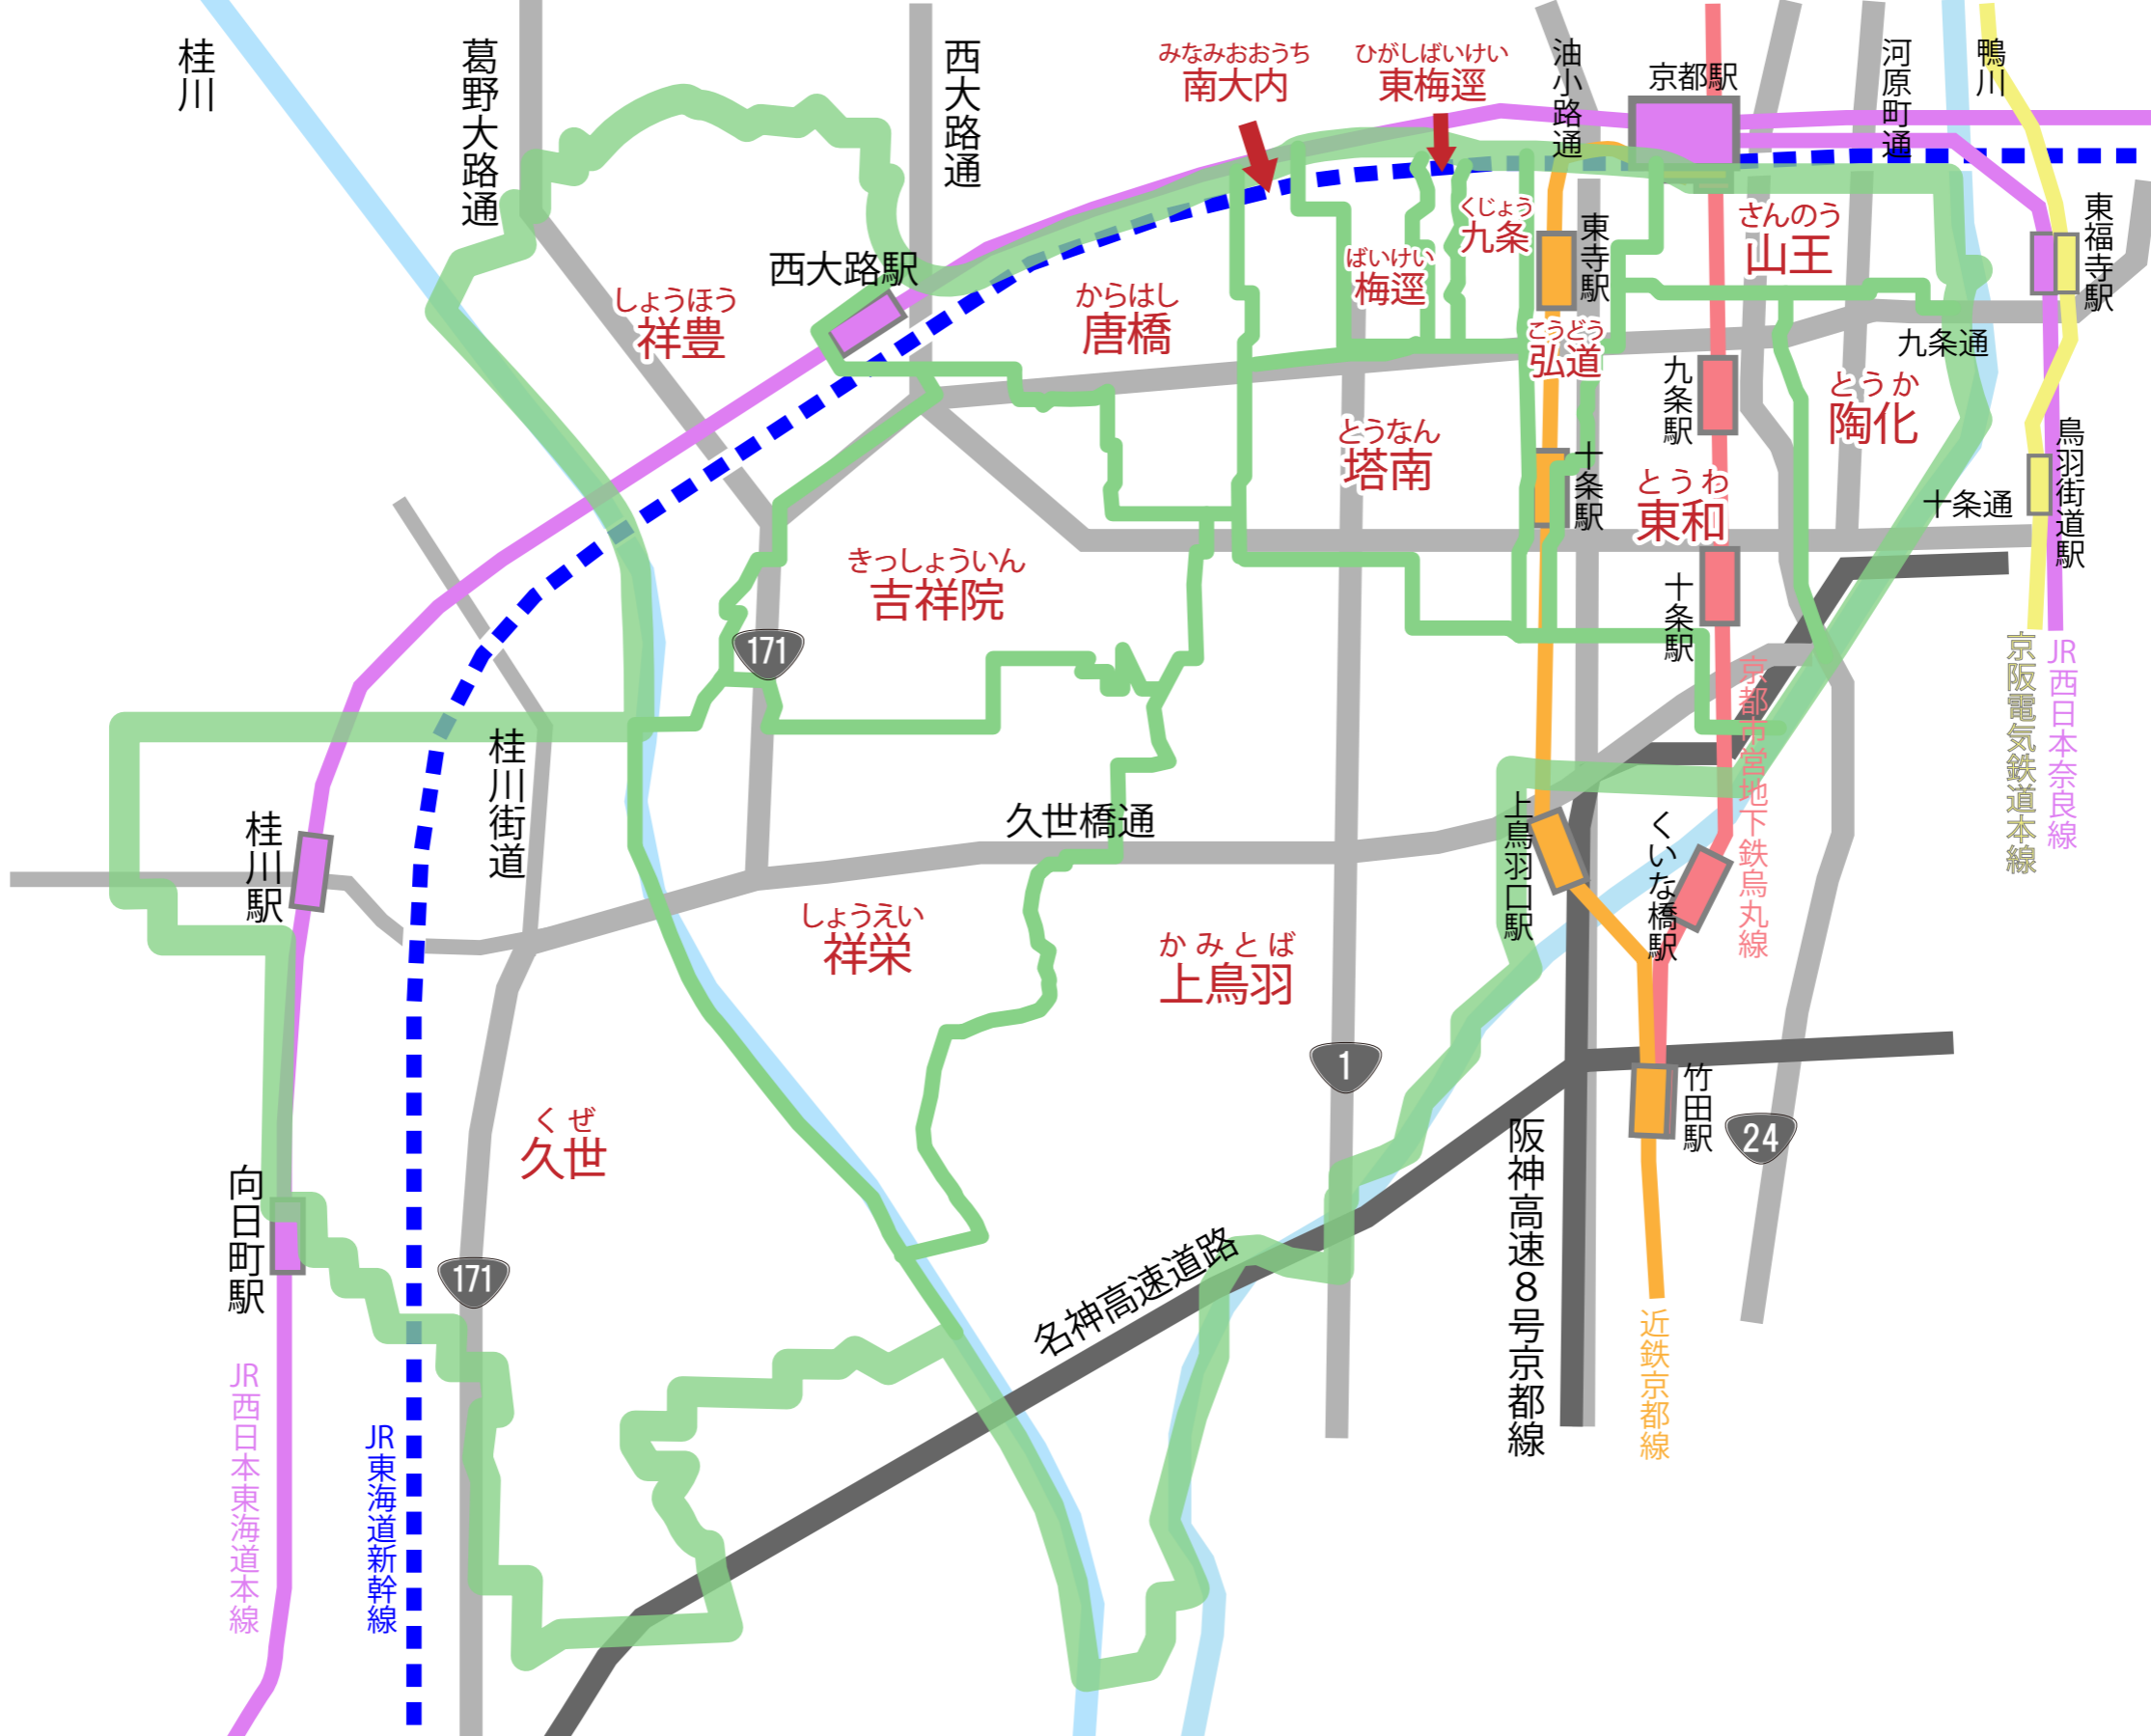 桂川
葛野大路通
西大路通
みなみおおうち
南大内
ひがしばいけい
東梅逕
油小路通
京都駅
河原町通
鴨川
東福寺駅
西大路駅
しょうほう
祥豊
からはし
唐橋
ばいけい
梅逕
くじょう
九条
東寺駅
さんのう
山王
こうどう
弘道
九条駅
九条通
とうか
陶化
とうなん
塔南
十条駅
とうわ
東和
十条通
鳥羽街道駅
きっしょういん
吉祥院
十条駅
171
京都市営地下鉄烏丸線
京阪電気鉄道本線
JR西日本奈良線
桂川街道
桂川駅
久世橋通
上鳥羽口駅
くいな橋駅
しょうえい
祥栄
かみとば
上鳥羽
1
竹田駅
24
くぜ
久世
向日町駅
171
名神高速道路
阪神高速8号京都線
近鉄京都線
JR西日本東海道本線
JR東海道新幹線